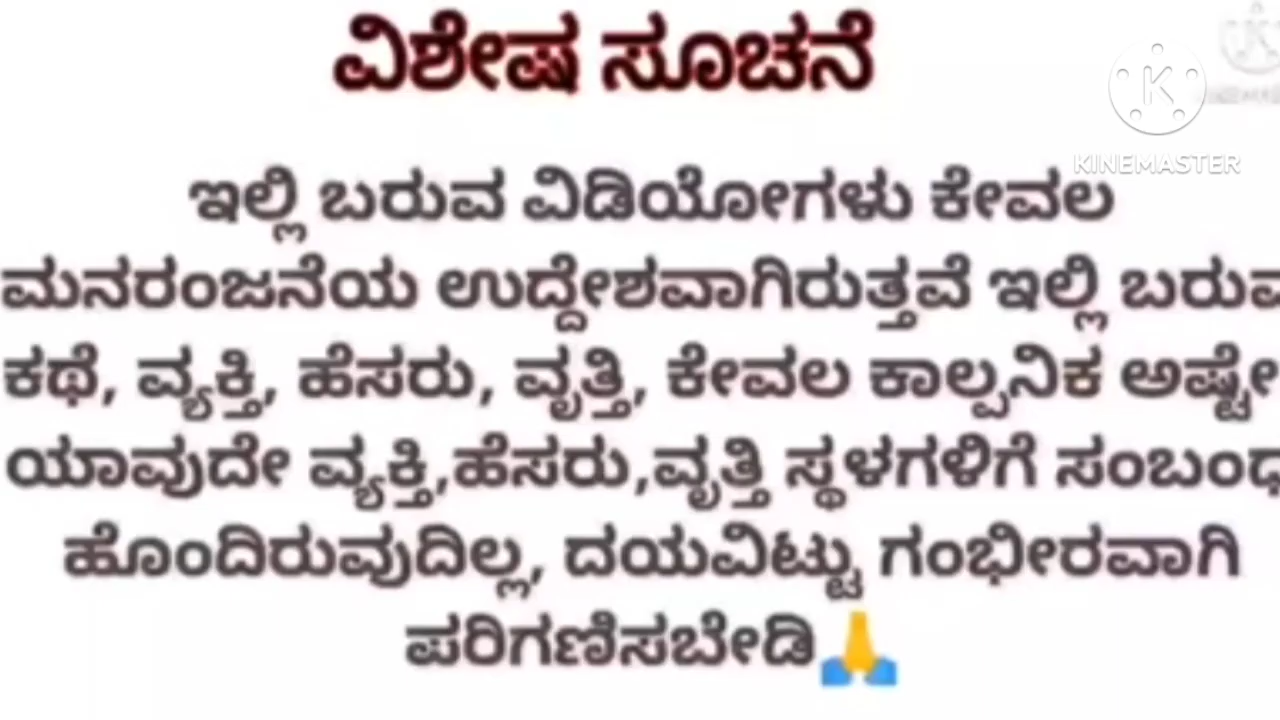 ವಿಶೇಷ ಸೂಚನೆ
KINEMASTER
ಇಲ್ಲಿ ಬರುವ ವಿಡಿಯೋಗಳು ಕೇವಲ
ಮನರಂಜನೆಯ ಉದ್ದೇಶವಾಗಿರುತ್ತವೆ ಇಲ್ಲಿ ಬರುವ
ಕಥೆ, ವ್ಯಕ್ತಿ, ಹೆಸರು, ವೃತ್ತಿ, ಕೇವಲ ಕಾಲ್ಪನಿಕ ಅಷ್ಟೇ
ಯಾವುದೇ ವ್ಯಕ್ತಿ,ಹೆಸರು,ವೃತ್ತಿ ಸ್ಥಳಗಳಿಗೆ ಸಂಬಂಧ
ಹೊಂದಿರುವುದಿಲ್ಲ, ದಯವಿಟ್ಟು ಗಂಭೀರವಾಗಿ
ಪರಿಗಣಿಸಬೇಡಿ🙏